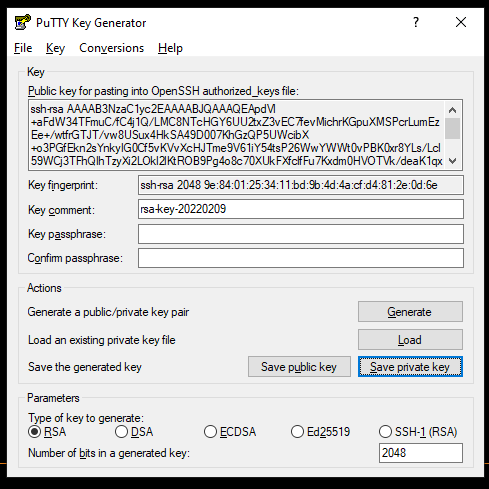 PuTTY Key Generator
?
File Key Conversions Help
Key
Public key for pasting into OpenSSH authorized_keys file:
ssh-rsa AAAAB3NzaC1yc2EAAAABJQAAAQEApdVl
+aFdW34TFmuC/fC4j1Q/LMC8NTcHGY6UU2txZ3vEC7fevMichrKGpuXMSPcrLumEz
Ee+/wtfrGTJT/vw8USux4HkSA49D007KhGzQP5UWcibX
+o3PGfEkn2sYnkyIG0Cf5vKVvXcHJTme9V61iY54tsP26WwYWWt0vPBK0xr8YLs/Lcl
59WCj3TFhQIhTzyXi2LOkl2IKtROB9Pg4o8c70XUkFXfclfFu7Kxdm0HVOTVk/deaK1qx
Key fingerprint: ssh-rsa 2048 9e:84:01:25:34:11:bd:9b:4d:4a:cf:d4:81:2e:0d:6e
Key comment: rsa-key-20220209
Key passphrase:
Confirm passphrase:
Actions
Generate a public/private key pair Generate
Load an existing private key file Load
Save the generated key Save public key Save private key
Parameters
Type of key to generate:
RSA DSA ECDSA Ed25519 SSH-1 (RSA)
Number of bits in a generated key: 2048